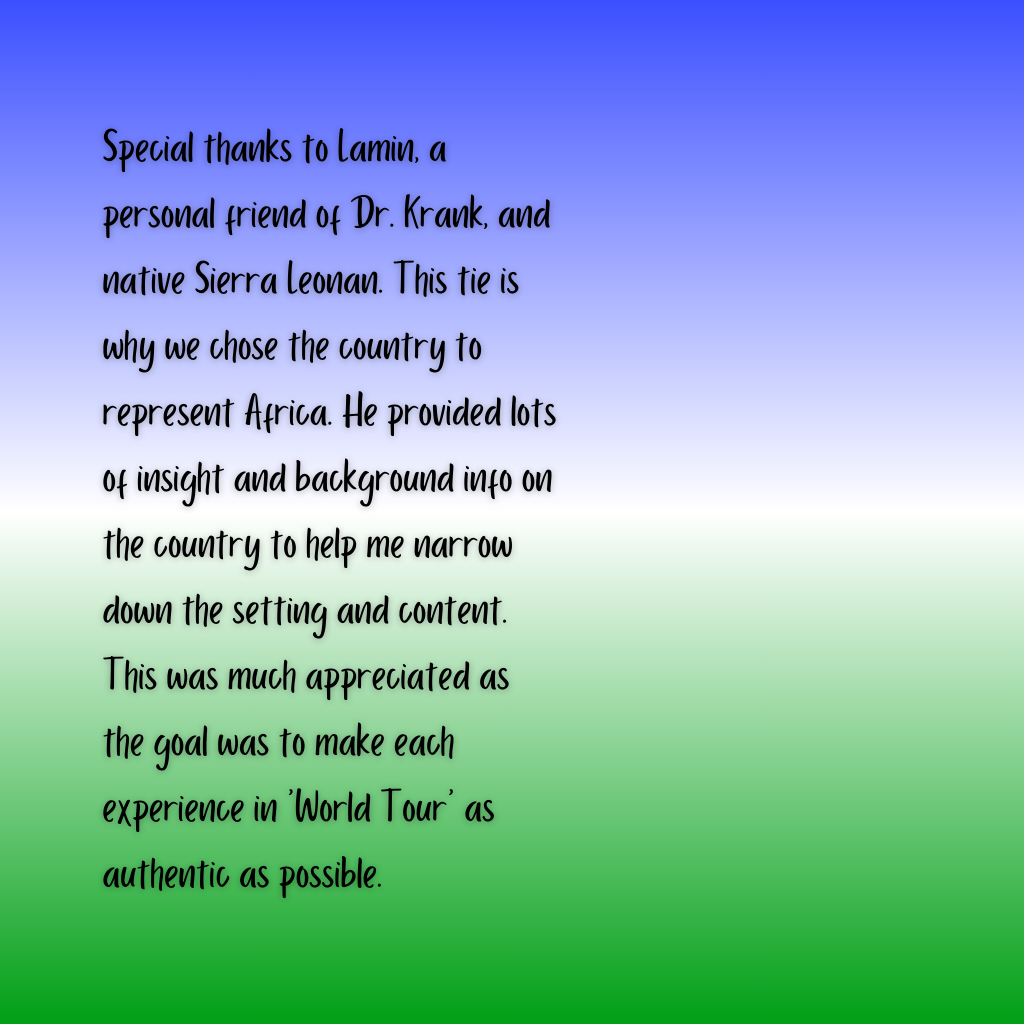 Special thanks to Lamin, a
personal friend of Dr. Krank, and
native Sierra Leonan. This tie is
why we chose the country to
represent Africa. He provided lots
of insight and background info on
the country to help me narrow
down the setting and content.
This was much appreciated as
the goal was to make each
experience in 'World Tour' as
authentic as possible.